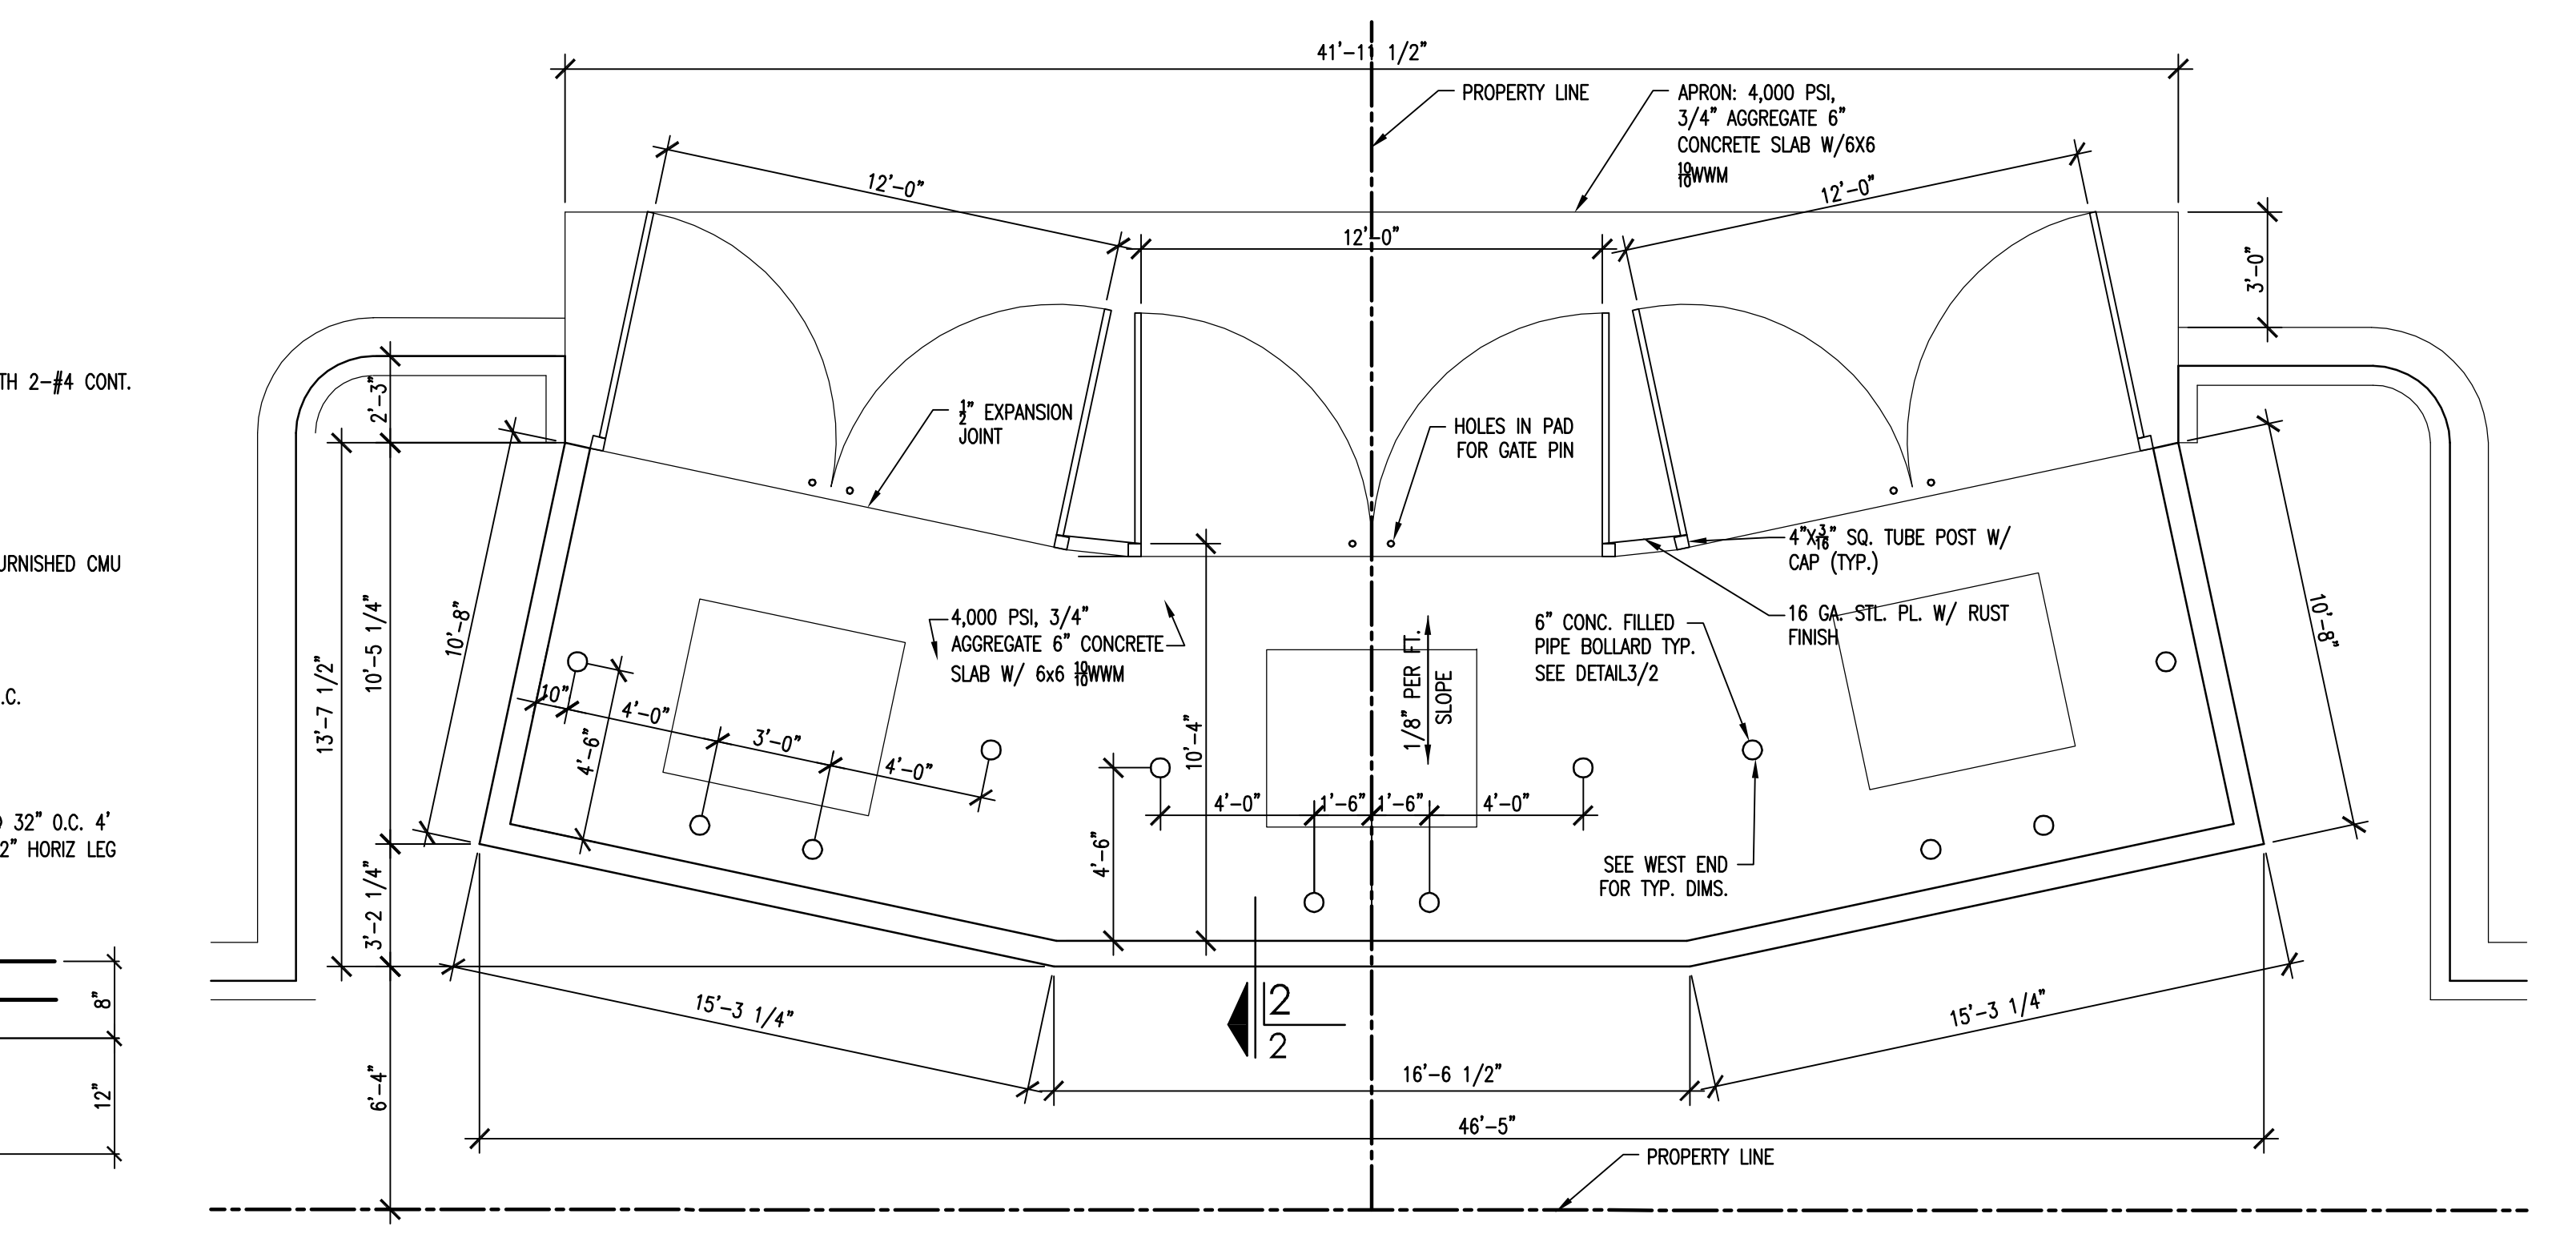 41'-11 1/2"
PROPERTY LINE
APRON: 4,000 PSI,
3/4" AGGREGATE 6"
CONCRETE SLAB W/6X6
10/10 WWM
12'-0"
12'-0"
12'-0"
3'-0"
TH 2-#4 CONT.
2'-3"
1/2" EXPANSION
JOINT
HOLES IN PAD
FOR GATE PIN
4"X3/16" SQ. TUBE POST W/
CAP (TYP.)
URNISHED CMU
16 GA. STL. PL. W/ RUST
FINISH
4,000 PSI, 3/4"
AGGREGATE 6" CONCRETE
SLAB W/ 6x6 10/10 WWM
6" CONC. FILLED
PIPE BOLLARD TYP.
SEE DETAIL3/2
1/8" PER FT.
SLOPE
10'-8"
10'-8"
10'-5 1/4"
13'-7 1/2"
.C.
10"
4'-0"
3'-0"
4'-0"
4'-6"
10'-4"
4'-0"
1'-6"
1'-6"
4'-0"
4'-6"
32" O.C. 4'
2" HORIZ LEG
SEE WEST END
FOR TYP. DIMS.
3'-2 1/4"
8"
12"
6'-4"
15'-3 1/4"
2
2
15'-3 1/4"
16'-6 1/2"
46'-5"
PROPERTY LINE